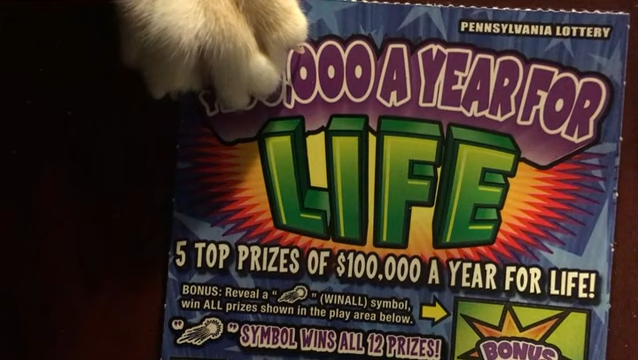 PENNSYLVANIA LOTTERY
A YEAR FOR
LIFE
5 TOP PRIZES OF $100,000 A YEAR FOR LIFE!
BONUS: Reveal a " " (WINALL) symbol,
win ALL prizes shown in the play area below.
" " SYMBOL WINS ALL 12 PRIZES!
BONUS